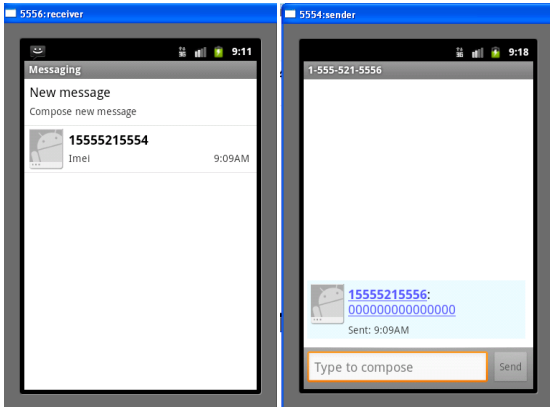 5556:receiver
9:11
Messaging
New message
Compose new message
15555215554
Imei 9:09AM
5554:sender
3G 9:18
1-555-521-5556
15555215556:
000000000000000
Sent: 9:09AM
Type to compose Send